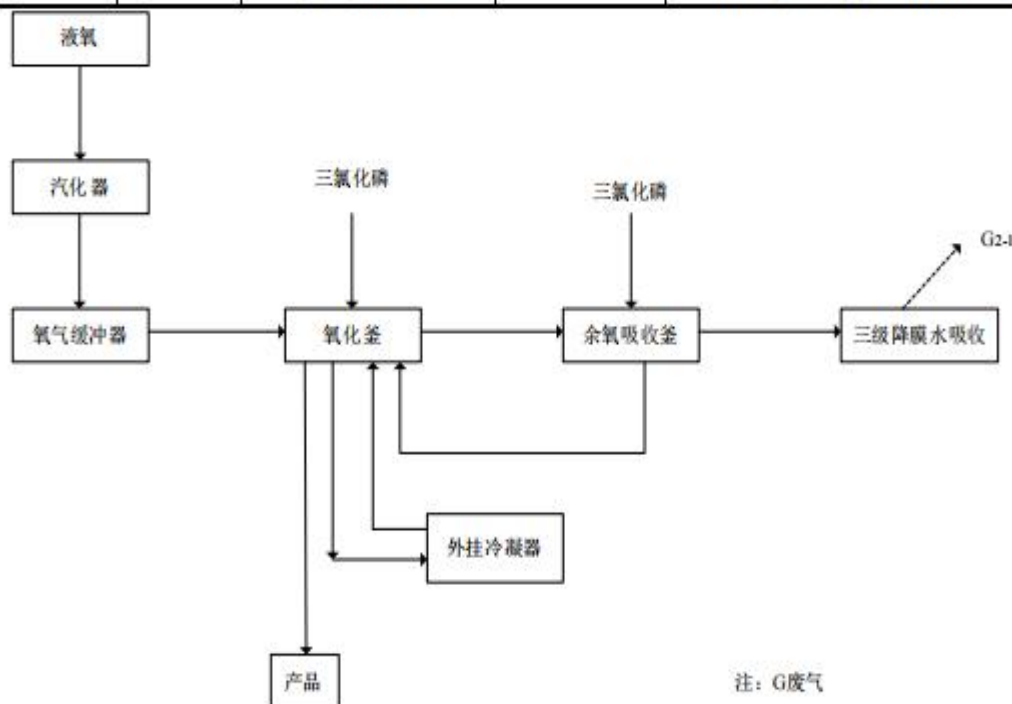 液氧
汽化器
三氯化磷
三氯化磷
G2-1
氧气缓冲器
氧化釜
余氧吸收釜
三级降膜水吸收
外挂冷凝器
产品
注：G废气